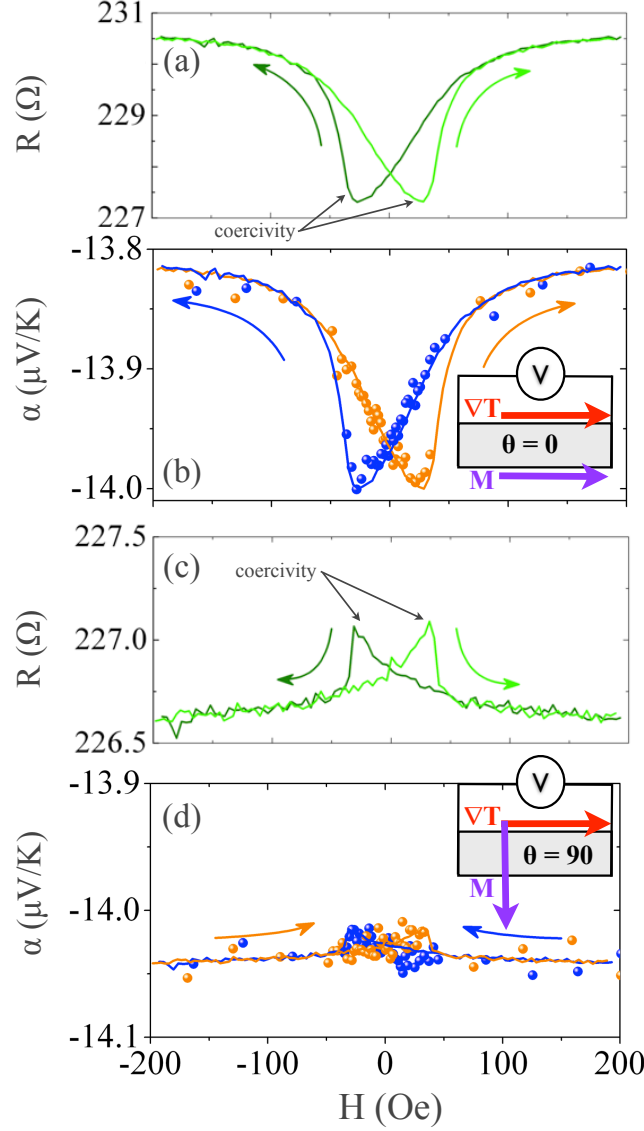 231
(a)
R (Ω)
229
227
coercivity
-13.8
α (μV/K)
-13.9
V
∇T
θ = 0
M
(b)
-14.0
227.5
(c)
coercivity
R (Ω)
227.0
226.5
-13.9
(d)
V
∇T
θ = 90
M
α (μV/K)
-14.0
-14.1
-200 -100 0 100 200
H (Oe)